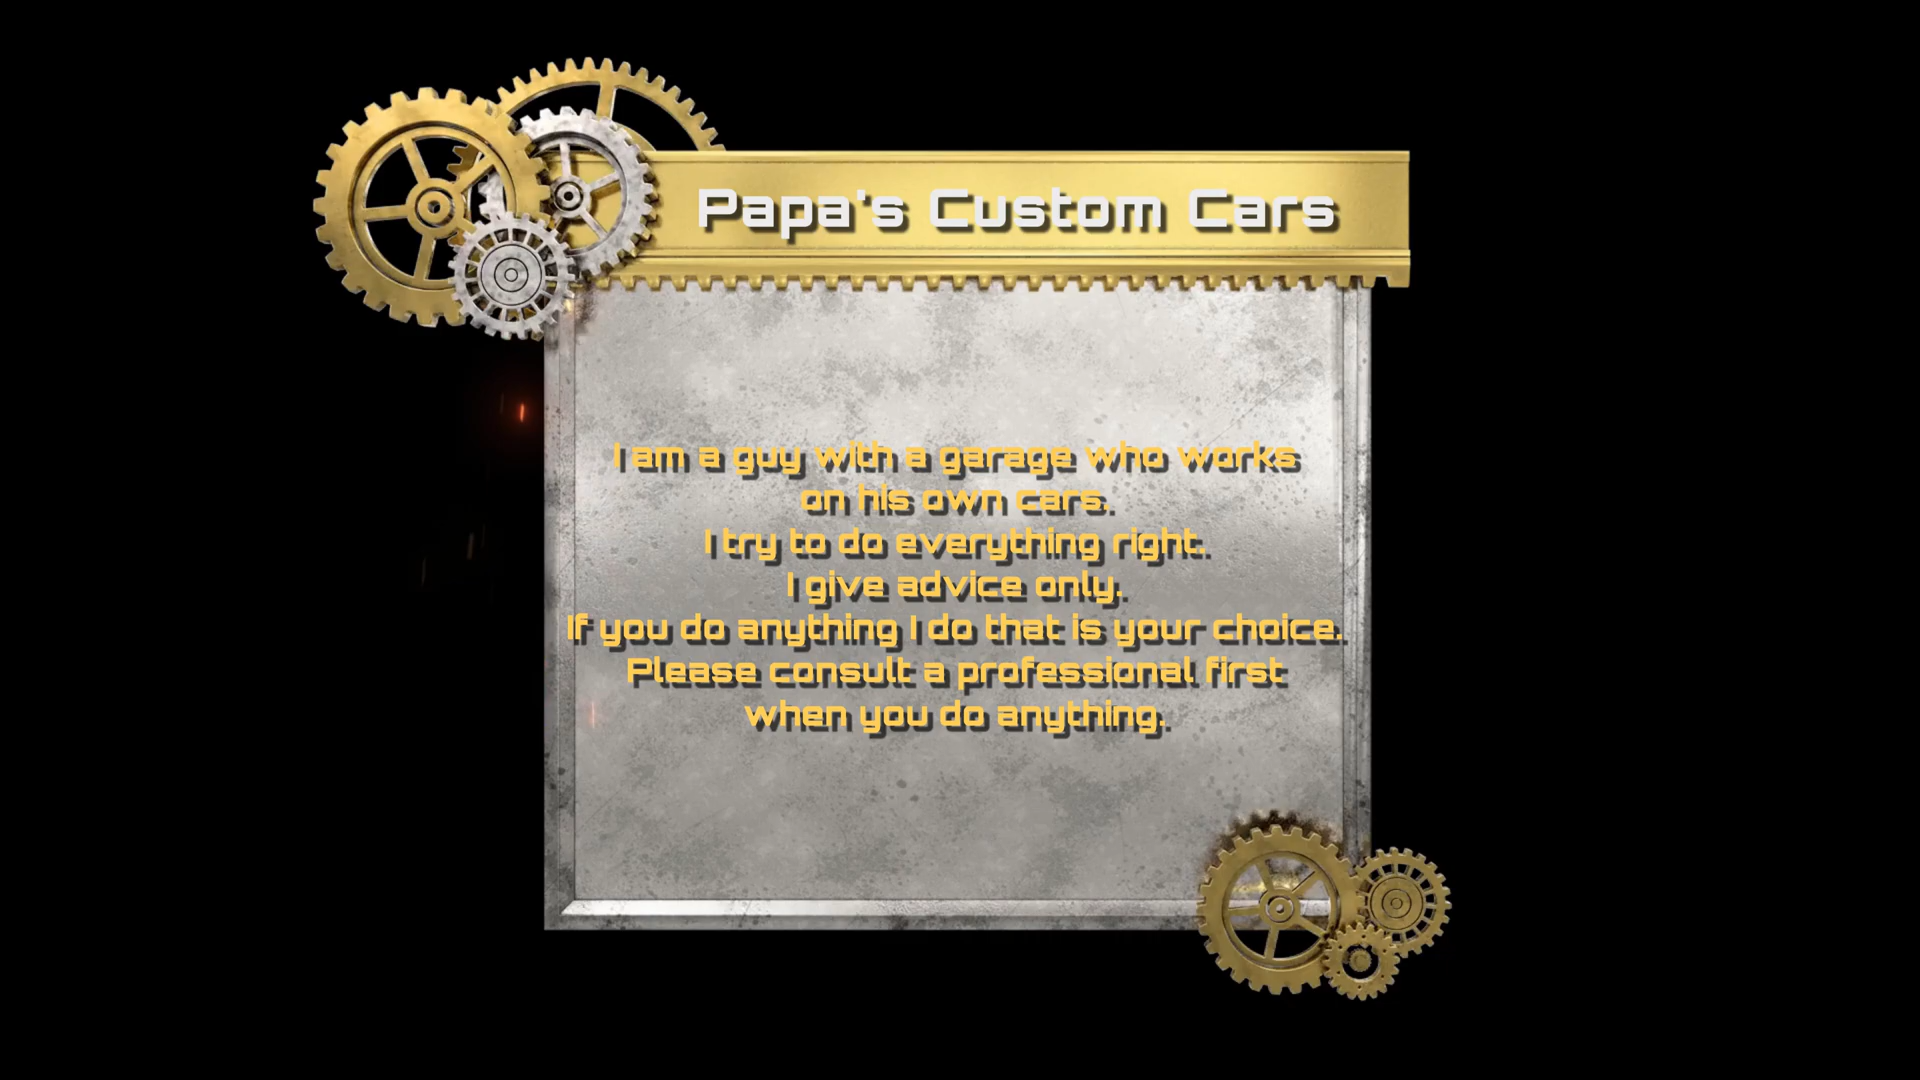 Papa's Custom Cars
I am a guy with a garage who works
on his own cars.
I try to do everything right.
I give advice only.
If you do anything I do that is your choice.
Please consult a professional first
when you do anything.